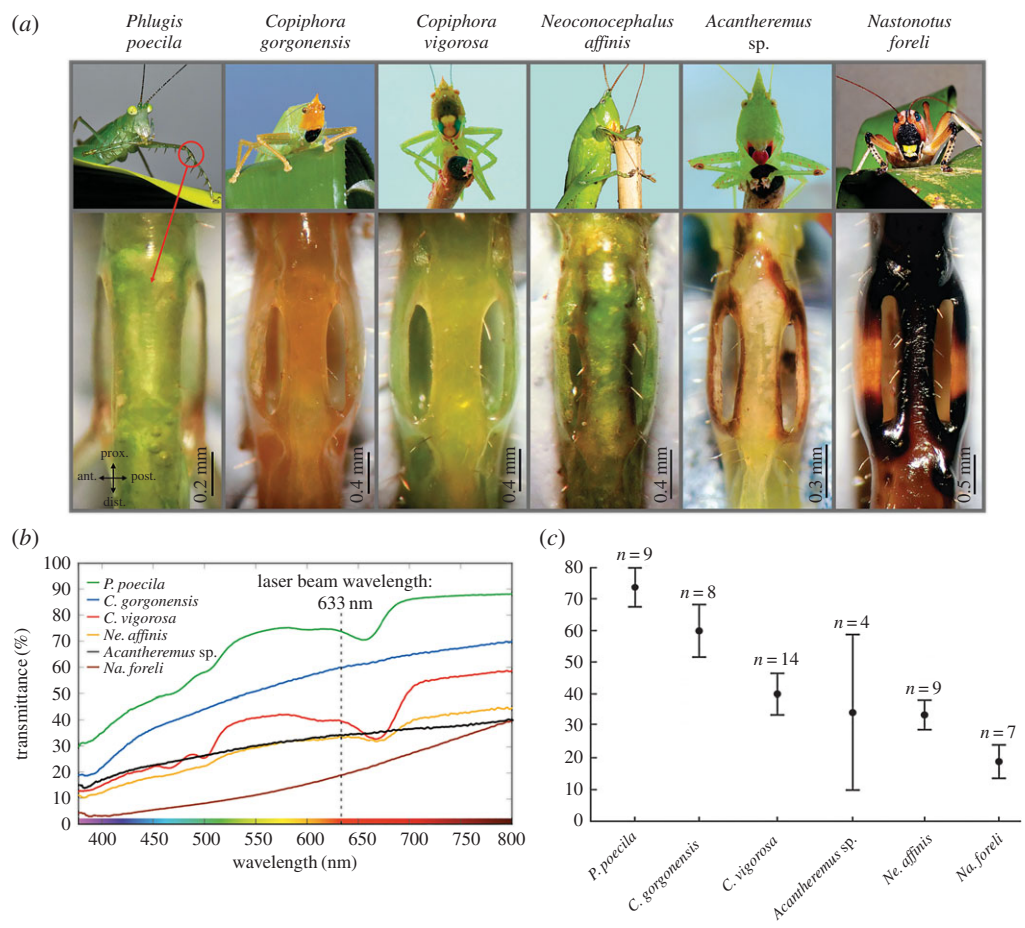 (a)
Phlugis poecila
Copiphora gorgonensis
Copiphora vigorosa
Neoconocephalus affinis
Acantheremus sp.
Nastonotus foreli
prox.
ant.
post.
dist.
0.2 mm
0.4 mm
0.4 mm
0.4 mm
0.3 mm
0.5 mm
(b)
transmittance (%)
100
90
80
70
60
50
40
30
20
10
0
P. poecila
C. gorgonensis
C. vigorosa
Ne. affinis
Acantheremus sp.
Na. foreli
laser beam wavelength:
633 nm
400 450 500 550 600 650 700 750 800
wavelength (nm)
(c)
80
70
60
50
40
30
20
10
0
n = 9
n = 8
n = 14
n = 4
n = 9
n = 7
P. poecila
C. gorgonensis
C. vigorosa
Acantheremus sp.
Ne. affinis
Na. foreli